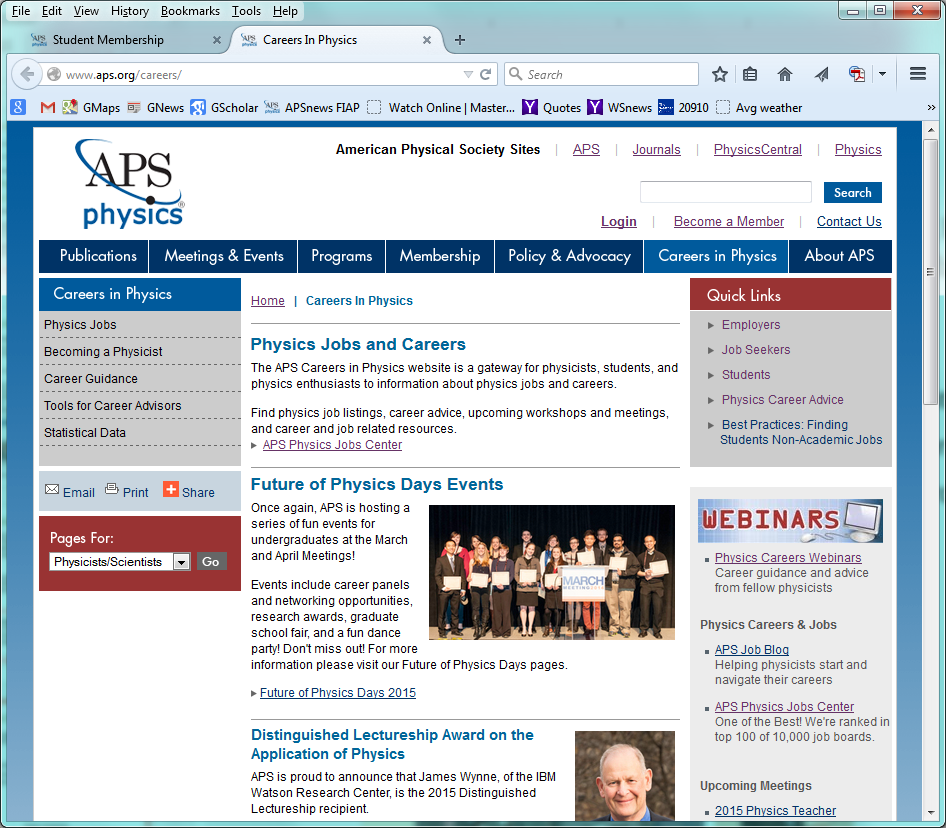 File Edit View History Bookmarks Tools Help
Student Membership
Careers In Physics
www.aps.org/careers/
Search
GMaps GNews GScholar APSnews FIAP Watch Online | Master... Quotes WSnews 20910 Avg weather
APS
physics
American Physical Society Sites | APS | Journals | PhysicsCentral | Physics
Search
Login | Become a Member | Contact Us
Publications Meetings & Events Programs Membership Policy & Advocacy Careers in Physics About APS
Careers in Physics
Physics Jobs
Becoming a Physicist
Career Guidance
Tools for Career Advisors
Statistical Data
Email Print Share
Pages For:
Physicists/Scientists Go
Home | Careers In Physics
Physics Jobs and Careers
The APS Careers in Physics website is a gateway for physicists, students, and
physics enthusiasts to information about physics jobs and careers.
Find physics job listings, career advice, upcoming workshops and meetings,
and career and job related resources.
APS Physics Jobs Center
Future of Physics Days Events
Once again, APS is hosting a
series of fun events for
undergraduates at the March
and April Meetings!
Events include career panels
and networking opportunities,
research awards, graduate
school fair, and a fun dance
party! Don't miss out! For more
information please visit our Future of Physics Days pages.
MARCH
Future of Physics Days 2015
Distinguished Lectureship Award on the
Application of Physics
APS is proud to announce that James Wynne, of the IBM
Watson Research Center, is the 2015 Distinguished
Lectureship recipient.
Quick Links
Employers
Job Seekers
Students
Physics Career Advice
Best Practices: Finding
Students Non-Academic Jobs
WEBINARS
Physics Careers Webinars
Career guidance and advice
from fellow physicists
Physics Careers & Jobs
APS Job Blog
Helping physicists start and
navigate their careers
APS Physics Jobs Center
One of the Best! We're ranked in
top 100 of 10,000 job boards.
Upcoming Meetings
2015 Physics Teacher